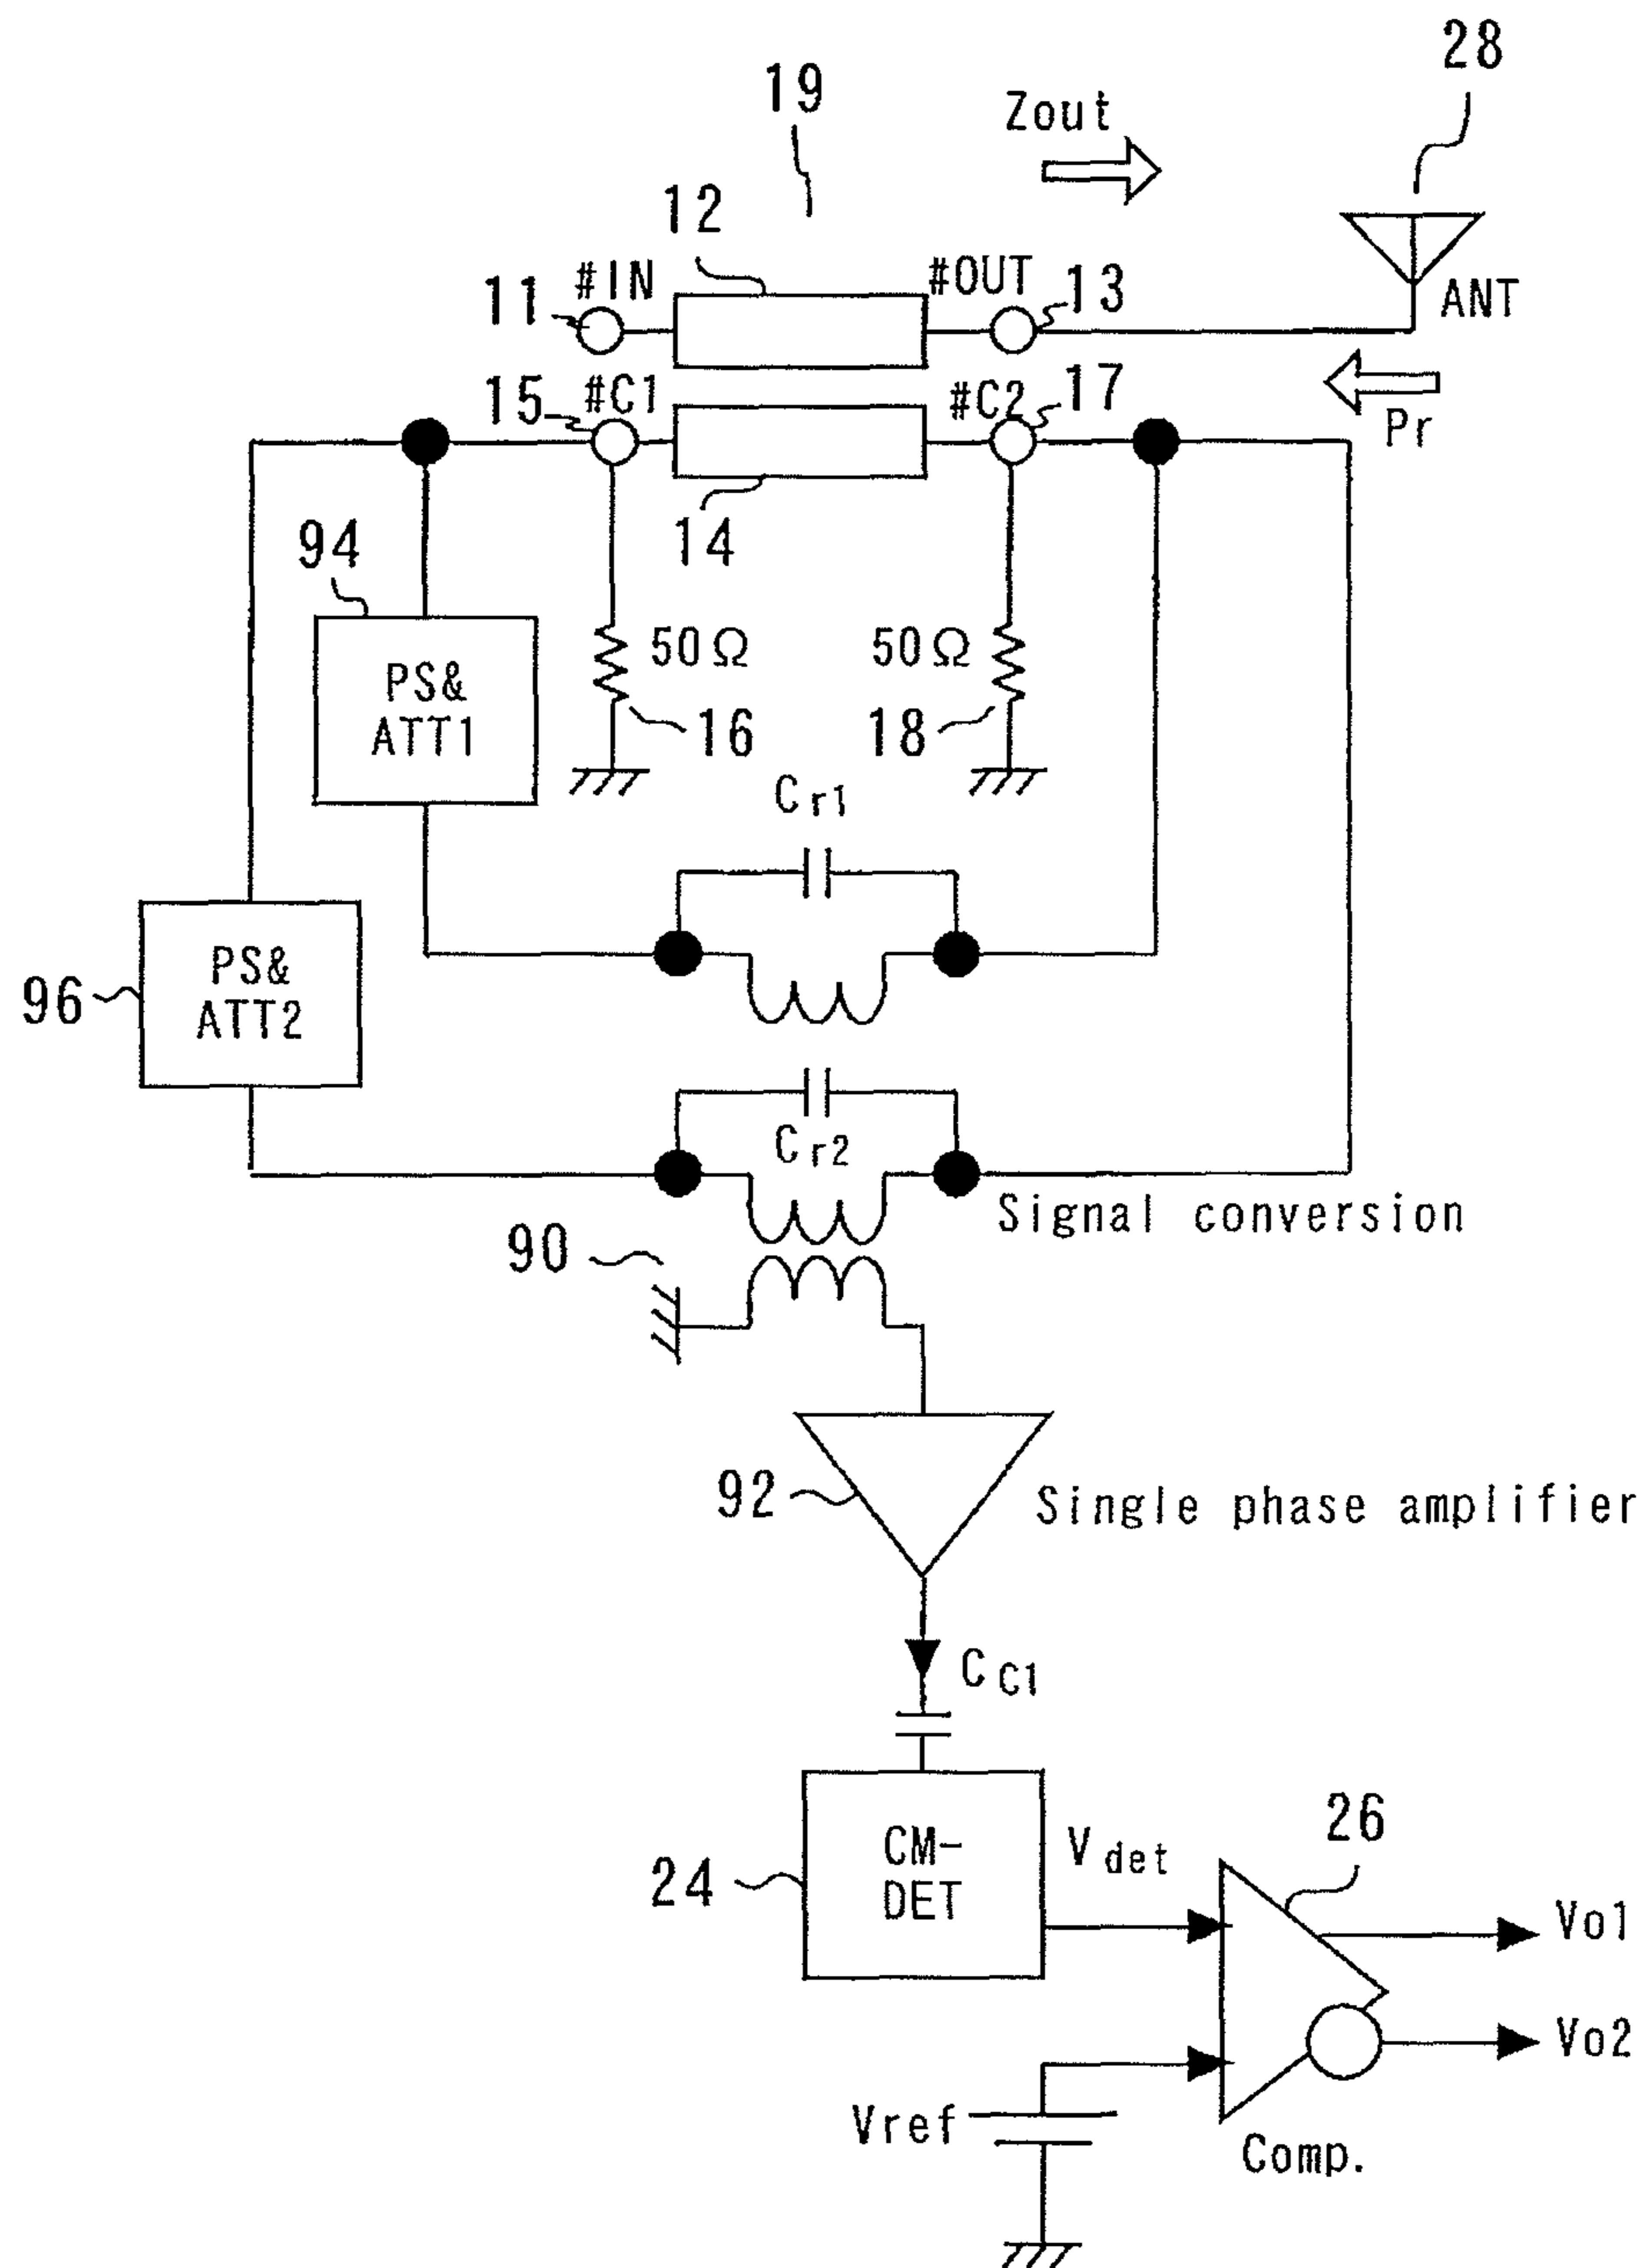 28
19
Zout
12
#IN
#OUT
13
11
ANT
15
#C1
#C2
17
Pr
14
94
PS&
ATT1
50Ω
50Ω
16
18
Cr1
96
PS&
ATT2
Cr2
Signal conversion
90
92
Single phase amplifier
CC1
26
24
CM-
DET
Vdet
Vo1
Vo2
Vref
Comp.